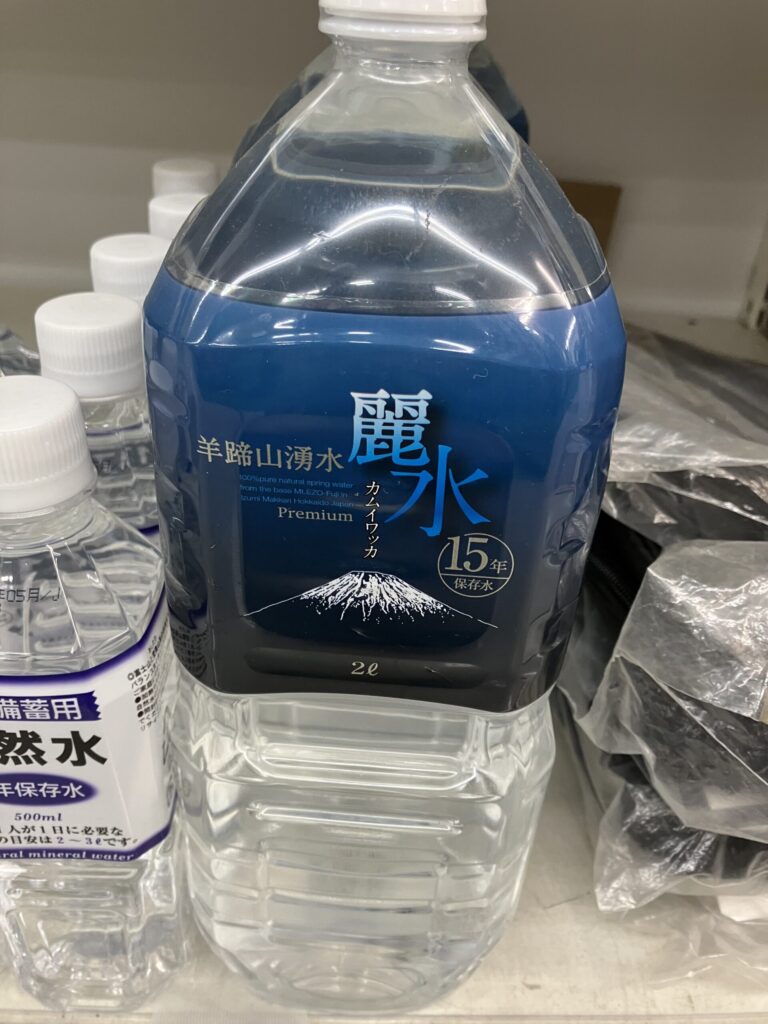 麗水
カムイワッカ
羊蹄山湧水
100%pure natural spring water
from the base Mt.EZO-Fuji in
Izumi Makkari Hokkaido Japan
Premium
15年
保存水
2ℓ
備蓄用
然水
年保存水
500ml
人が1日に必要な
の目安は2～3ℓです
ral mineral water